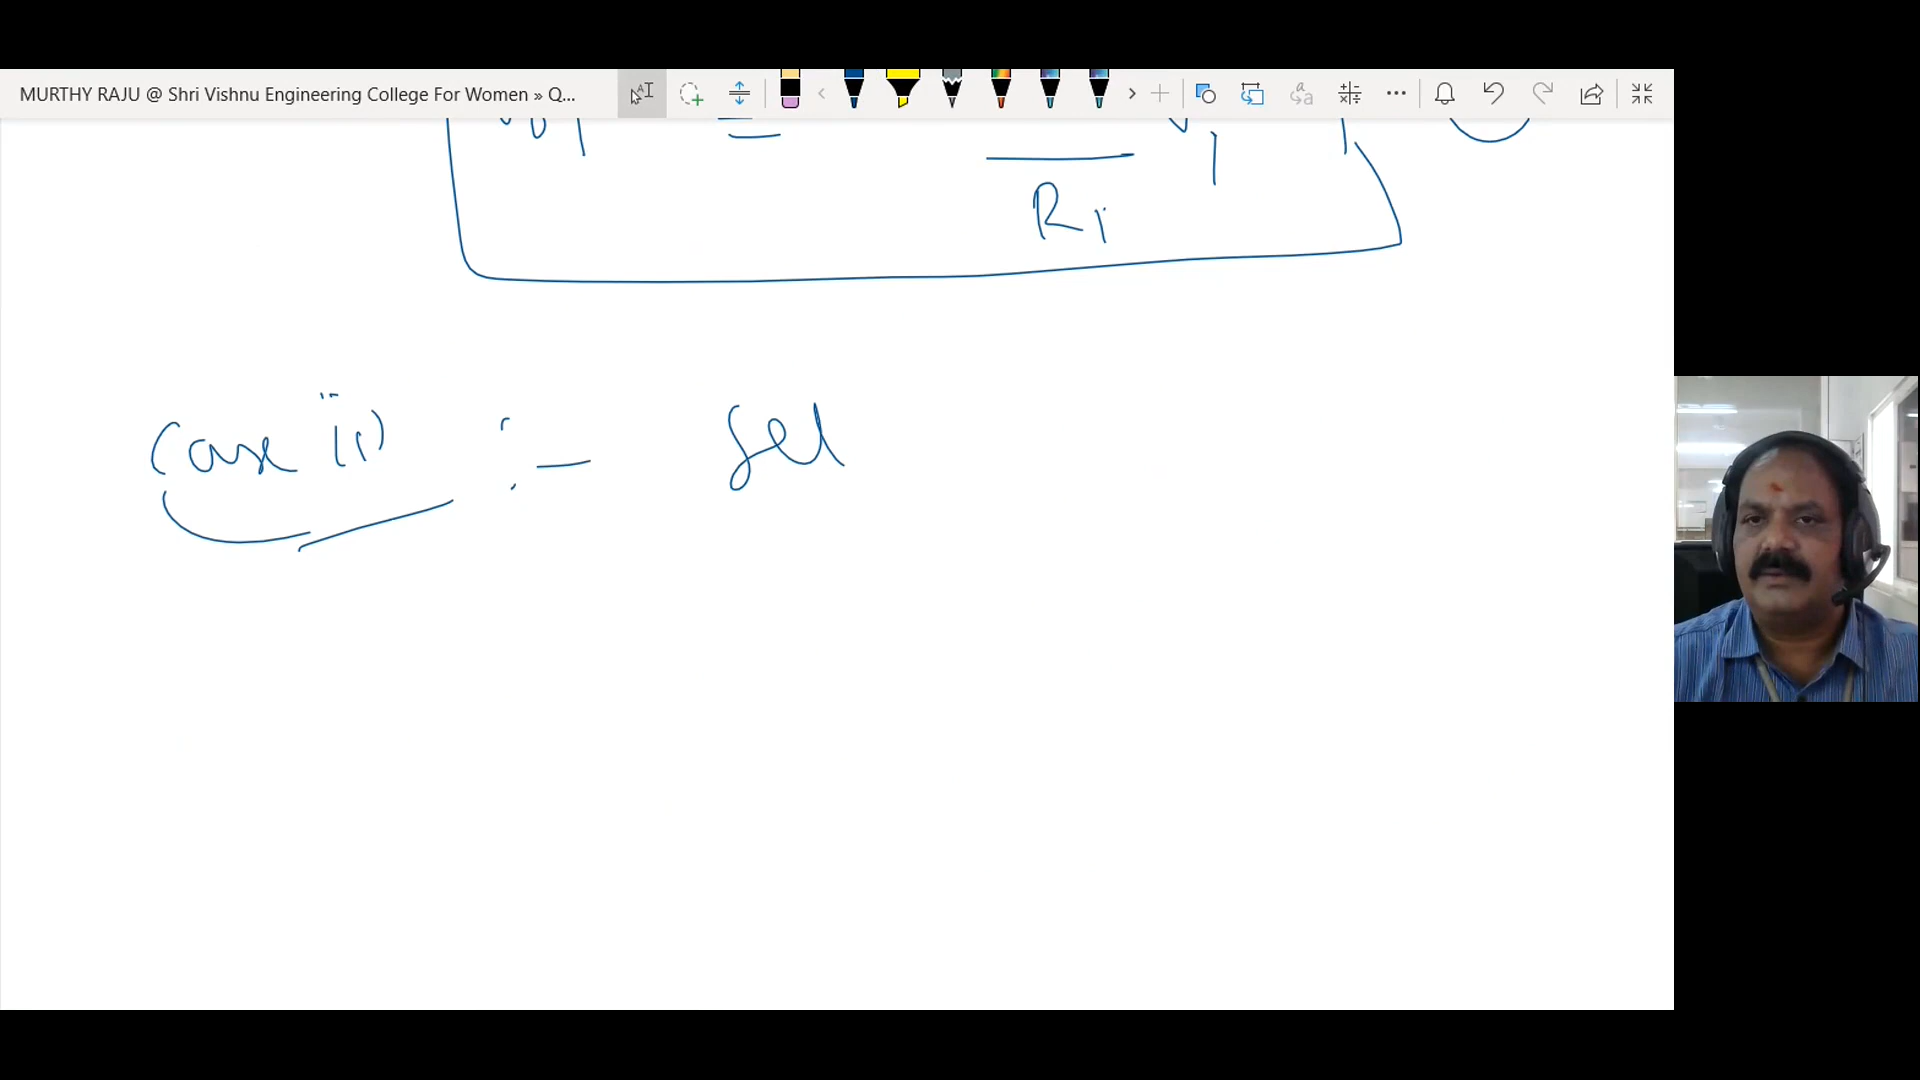 MURTHY RAJU @ Shri Vishnu Engineering College For Women » Q...
R1
Case ii) :- Sel